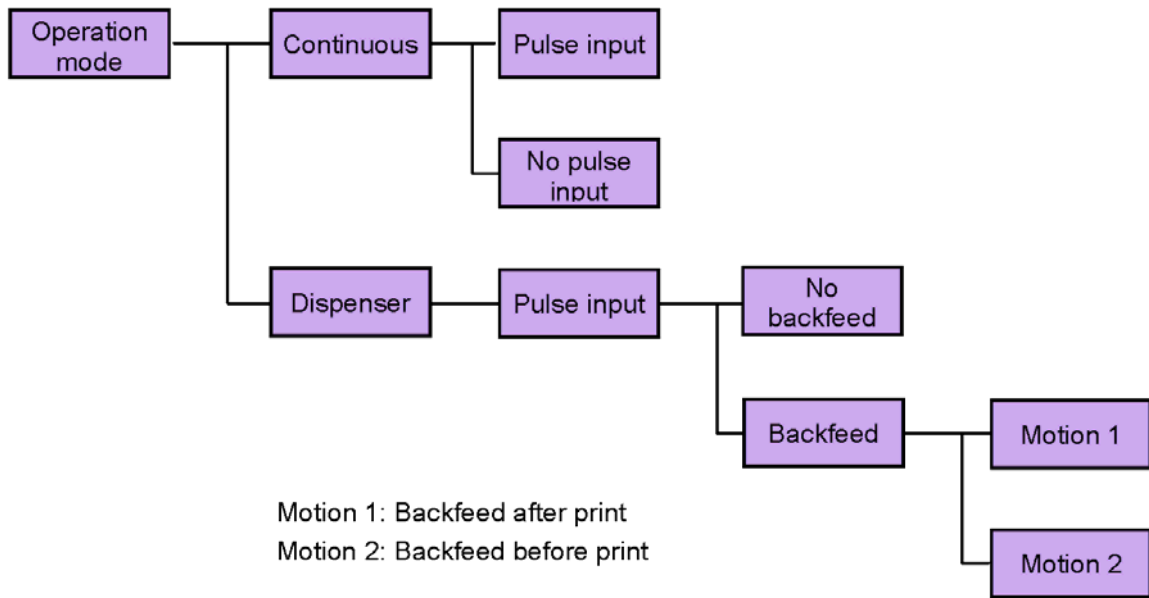 Operation
mode
Continuous
Pulse input
No pulse
input
Dispenser
Pulse input
No
backfeed
Backfeed
Motion 1
Motion 1: Backfeed after print
Motion 2: Backfeed before print
Motion 2